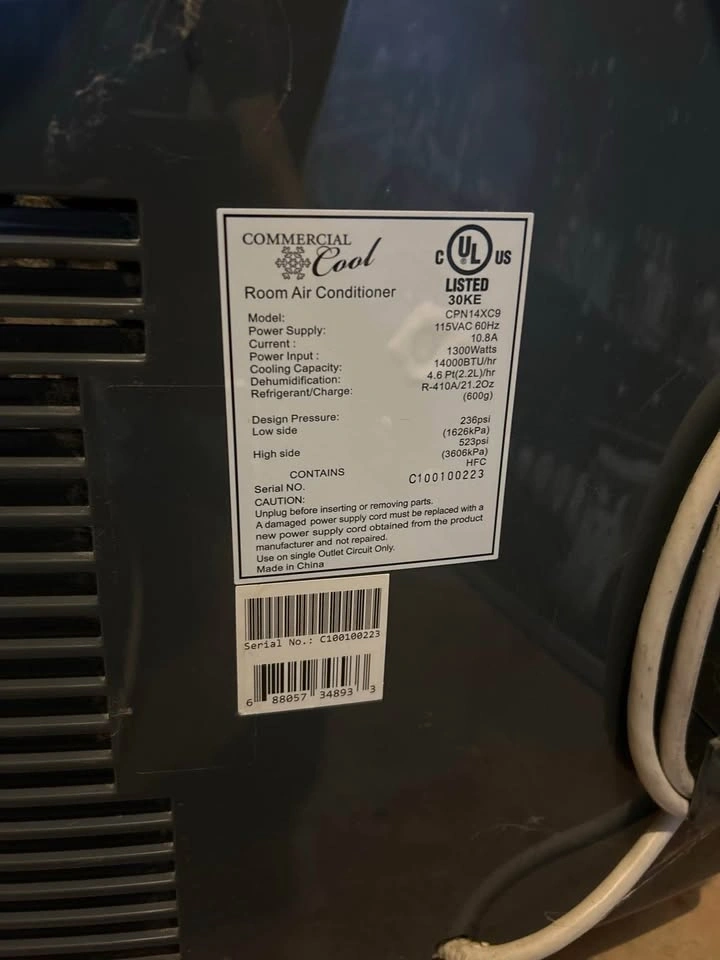 COMMERCIAL
Cool
Room Air Conditioner
C UL US
®
LISTED
30KE
Model: CPN14XC9
Power Supply: 115VAC 60Hz
Current : 10.8A
Power Input : 1300Watts
Cooling Capacity: 14000BTU/hr
Dehumidification: 4.6 Pt(2.2L)/hr
Refrigerant/Charge: R-410A/21.2Oz
(600g)
Design Pressure:
Low side 236psi
(1626kPa)
High side 523psi
(3606kPa)
CONTAINS HFC
Serial NO. C100100223
CAUTION:
Unplug before inserting or removing parts.
A damaged power supply cord must be replaced with a
new power supply cord obtained from the product
manufacturer and not repaired.
Use on single Outlet Circuit Only.
Made in China
Serial No.: C100100223
6 88057 34893 3